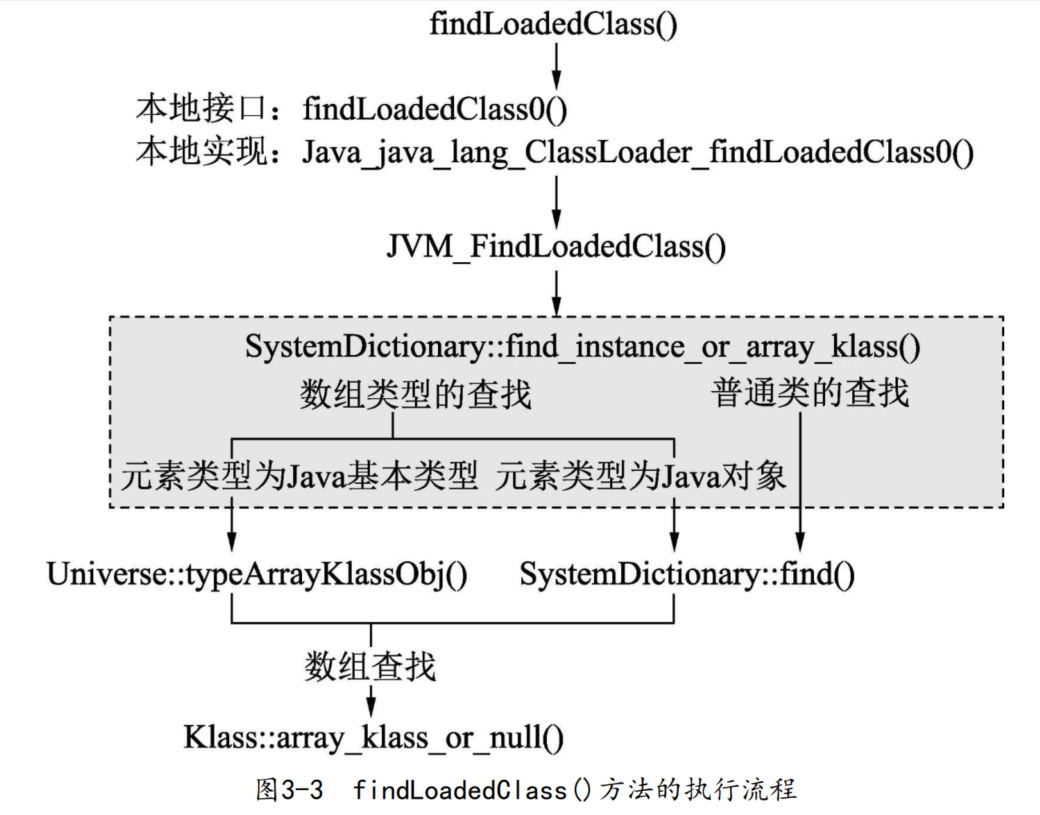 findLoadedClass()
本地接口：findLoadedClass0()
本地实现：Java_java_lang_ClassLoader_findLoadedClass0()
JVM_FindLoadedClass()
SystemDictionary::find_instance_or_array_klass()
数组类型的查找 普通类的查找
元素类型为Java基本类型 元素类型为Java对象
Universe::typeArrayKlassObj() SystemDictionary::find()
数组查找
Klass::array_klass_or_null()
图3-3 findLoadedClass()方法的执行流程